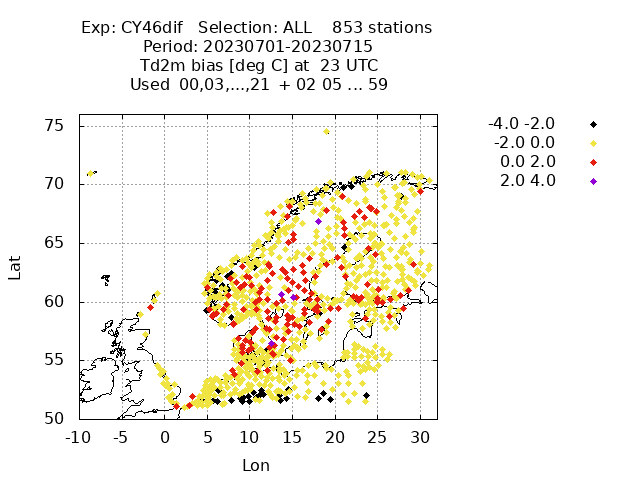 Exp: CY46dif   Selection: ALL    853 stations
Period: 20230701-20230715
Td2m bias [deg C] at  23 UTC
Used  00,03,...,21  + 02 05 ... 59
-4.0 -2.0
-2.0 0.0
0.0 2.0
2.0 4.0
75
70
65
60
55
50
Lat
-10 -5 0 5 10 15 20 25 30
Lon